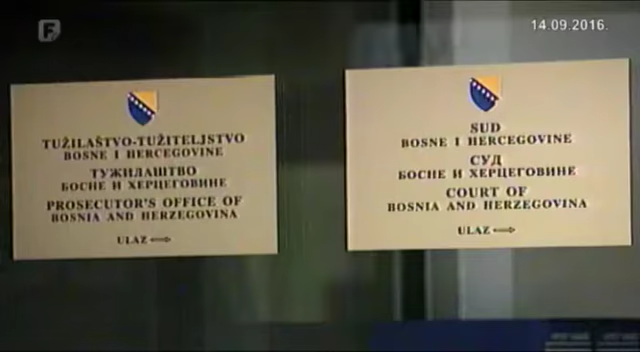 F
14.09.2016.
TUŽILAŠTVO-TUŽITELJSTVO
BOSNE I HERCEGOVINE
ТУЖИЛАШТВО
БОСНЕ И ХЕРЦЕГОВИНЕ
PROSECUTOR'S OFFICE OF
BOSNIA AND HERZEGOVINA
ULAZ
SUD
BOSNE I HERCEGOVINE
СУД
БОСНЕ И ХЕРЦЕГОВИНЕ
COURT OF
BOSNIA AND HERZEGOVINA
ULAZ